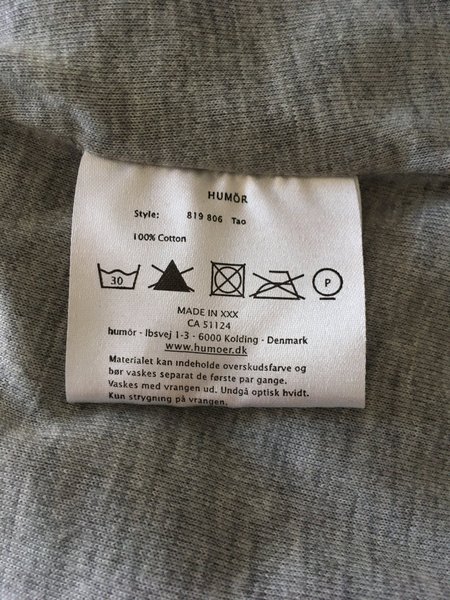 HUMÖR
Style: 819 806 Tao
100% Cotton
30 P
MADE IN XXX
CA 51124
humör · Ibsvej 1-3 · 6000 Kolding · Denmark
www.humoer.dk
Materialet kan indeholde overskudsfarve og
bør vaskes separat de første par gange.
Vaskes med vrangen ud. Undgå optisk hvidt.
Kun strygning på vrangen.